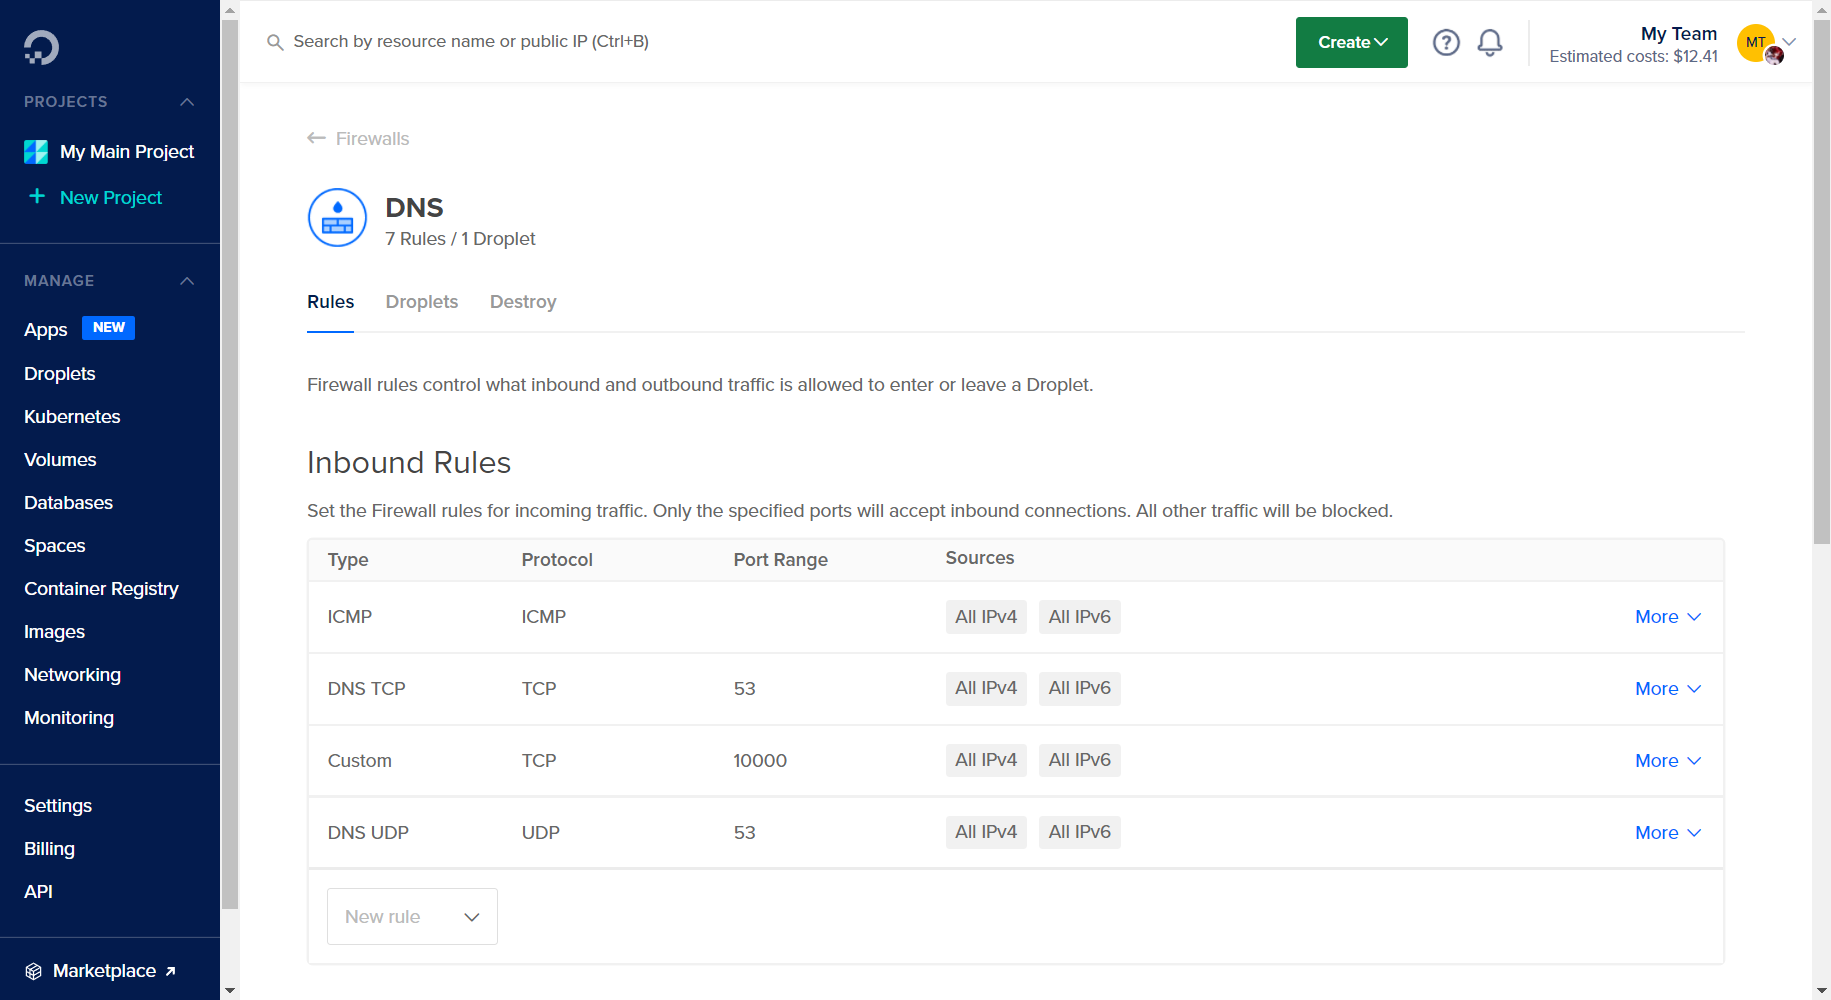 PROJECTS
My Main Project
+ New Project
MANAGE
Apps NEW
Droplets
Kubernetes
Volumes
Databases
Spaces
Container Registry
Images
Networking
Monitoring
Settings
Billing
API
Marketplace
Search by resource name or public IP (Ctrl+B)
Create
?
My Team
Estimated costs: $12.41
MT
← Firewalls
DNS
7 Rules / 1 Droplet
Rules Droplets Destroy
Firewall rules control what inbound and outbound traffic is allowed to enter or leave a Droplet.
Inbound Rules
Set the Firewall rules for incoming traffic. Only the specified ports will accept inbound connections. All other traffic will be blocked.
Type Protocol Port Range Sources
ICMP ICMP All IPv4 All IPv6 More
DNS TCP TCP 53 All IPv4 All IPv6 More
Custom TCP 10000 All IPv4 All IPv6 More
DNS UDP UDP 53 All IPv4 All IPv6 More
New rule